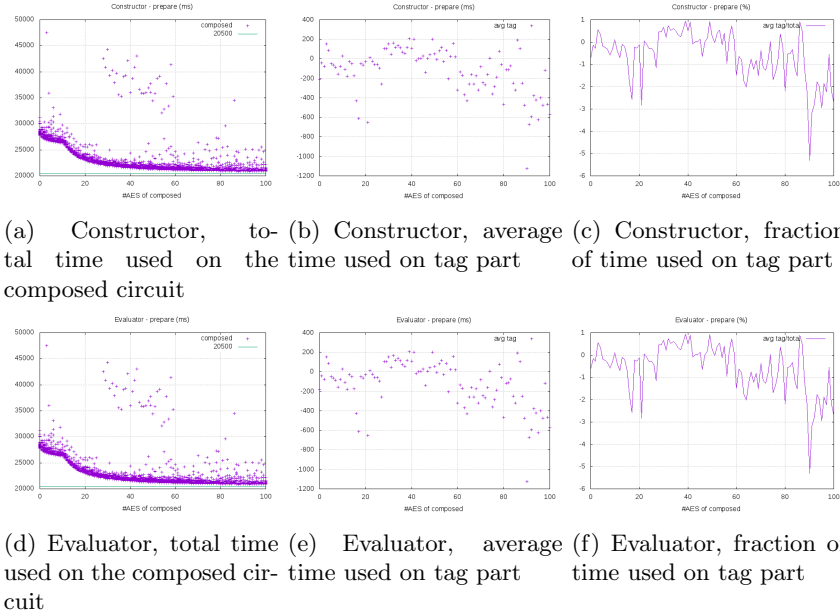 Constructor - prepare (ms)
composed
20500
50000
45000
40000
35000
30000
25000
20000
0 20 40 60 80 100
#AES of composed
(a) Constructor, to-
tal time used on the
composed circuit
Constructor - prepare (ms)
avg tag
400
200
0
-200
-400
-600
-800
-1000
-1200
0 20 40 60 80 100
#AES of composed
(b) Constructor, average
time used on tag part
Constructor - prepare (%)
avg tag/total
1
0
-1
-2
-3
-4
-5
-6
0 20 40 60 80 100
#AES of composed
(c) Constructor, fraction
of time used on tag part
Evaluator - prepare (ms)
composed
20500
50000
45000
40000
35000
30000
25000
20000
0 20 40 60 80 100
#AES of composed
(d) Evaluator, total time
used on the composed cir-
cuit
Evaluator - prepare (ms)
avg tag
400
200
0
-200
-400
-600
-800
-1000
-1200
0 20 40 60 80 100
#AES of composed
(e) Evaluator, average
time used on tag part
Evaluator - prepare (%)
avg tag/total
1
0
-1
-2
-3
-4
-5
-6
0 20 40 60 80 100
#AES of composed
(f) Evaluator, fraction o
time used on tag part